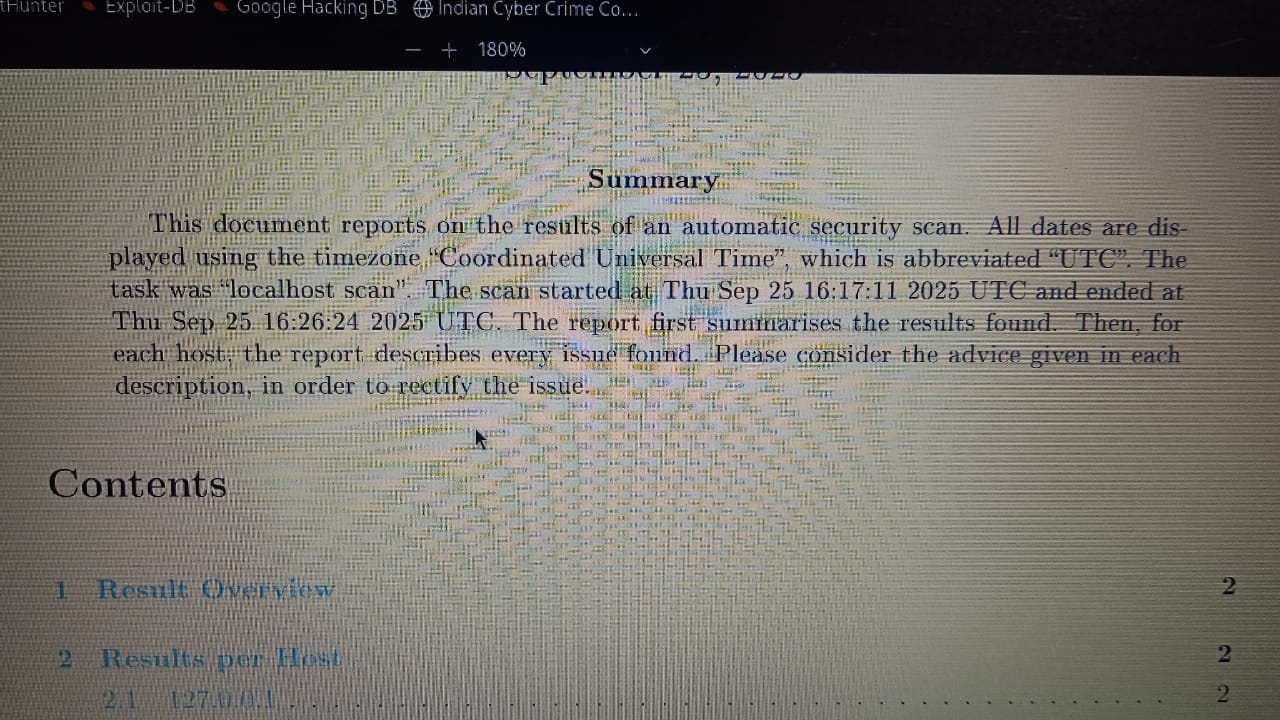 tHunter Exploit-DB Google Hacking DB Indian Cyber Crime Co...
— + 180%
September 25, 2025
Summary
This document reports on the results of an automatic security scan. All dates are dis-
played using the timezone “Coordinated Universal Time”, which is abbreviated “UTC”. The
task was “localhost scan”. The scan started at Thu Sep 25 16:17:11 2025 UTC and ended at
Thu Sep 25 16:26:24 2025 UTC. The report first summarises the results found. Then, for
each host, the report describes every issue found. Please consider the advice given in each
description, in order to rectify the issue.
Contents
1 Result Overview 2
2 Results per Host 2
2.1 127.0.0.1 . . . . . . . . . . . . . . . . . . . . . . . . . . . . . . . . . . . . . . . . 2